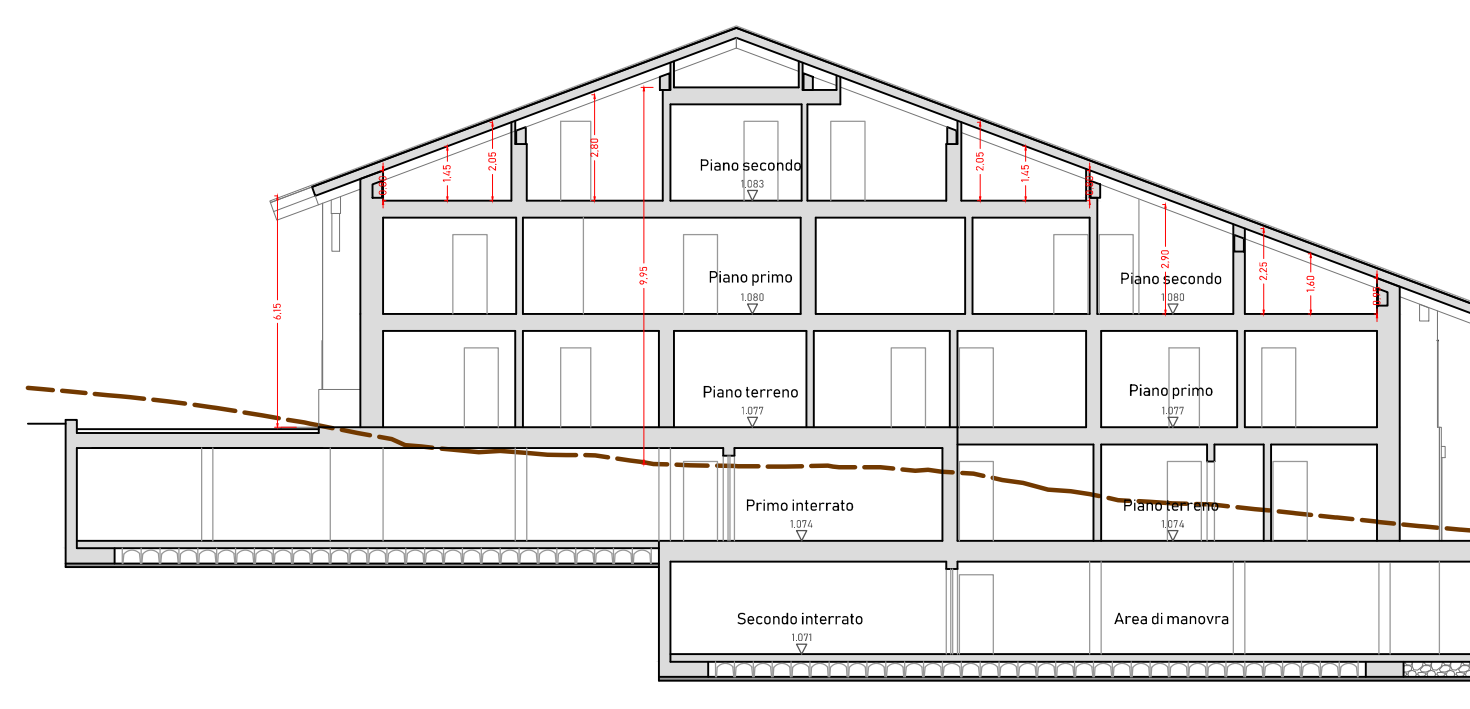 2.80
2.05
2.05
1.45
1.45
Piano secondo
1.083
9.95
2.90
2.25
1.60
Piano primo
1.080
Piano secondo
1.080
6.15
Piano terreno
1.077
Piano primo
1.077
Primo interrato
1.074
Piano terreno
1.074
Secondo interrato
1.071
Area di manovra